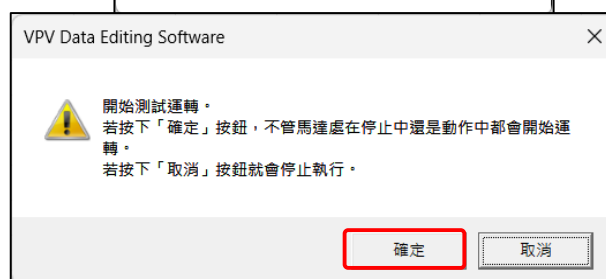 VPV Data Editing Software
開始測試運轉。
若按下「確定」按鈕，不管馬達處在停止中還是動作中都會開始運
轉。
若按下「取消」按鈕就會停止執行。
確定
取消